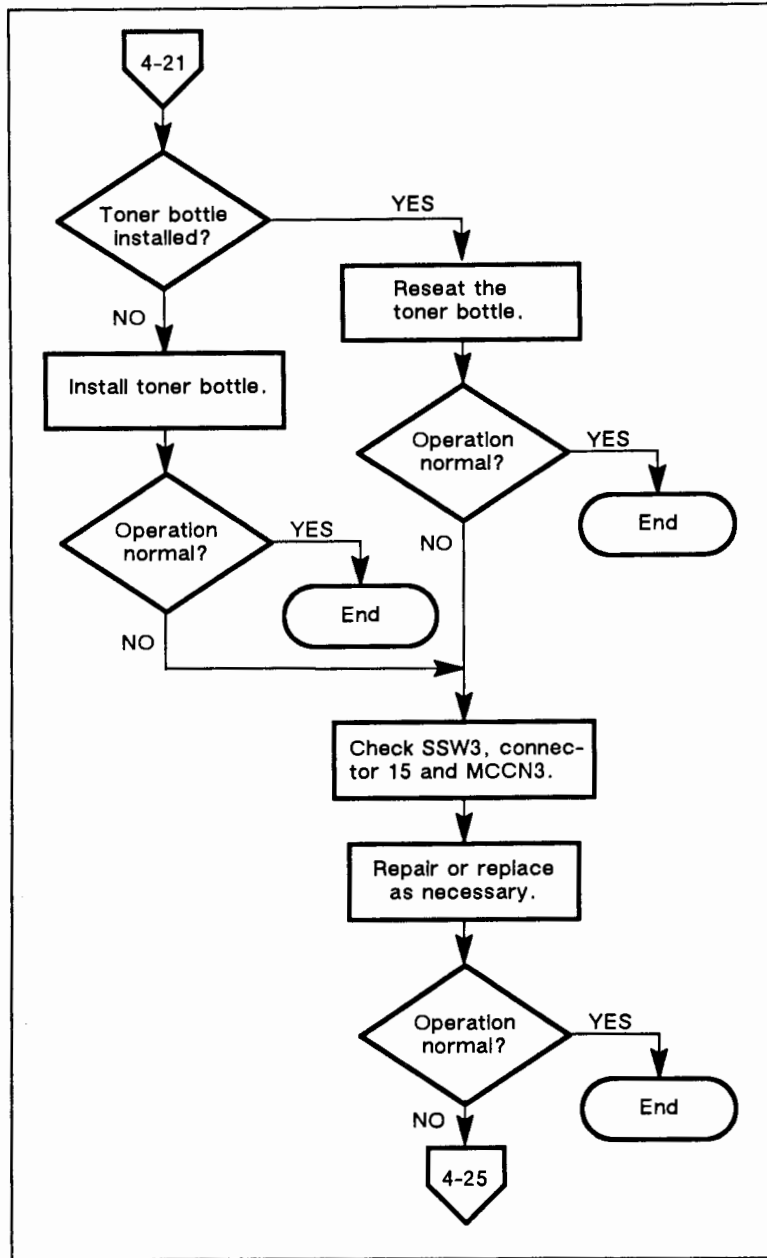 4-21
Toner bottle
installed?
YES
NO
Reseat the
toner bottle.
Install toner bottle.
Operation
normal?
YES
End
NO
Operation
normal?
YES
End
NO
Check SSW3, connec-
tor 15 and MCCN3.
Repair or replace
as necessary.
Operation
normal?
YES
End
NO
4-25